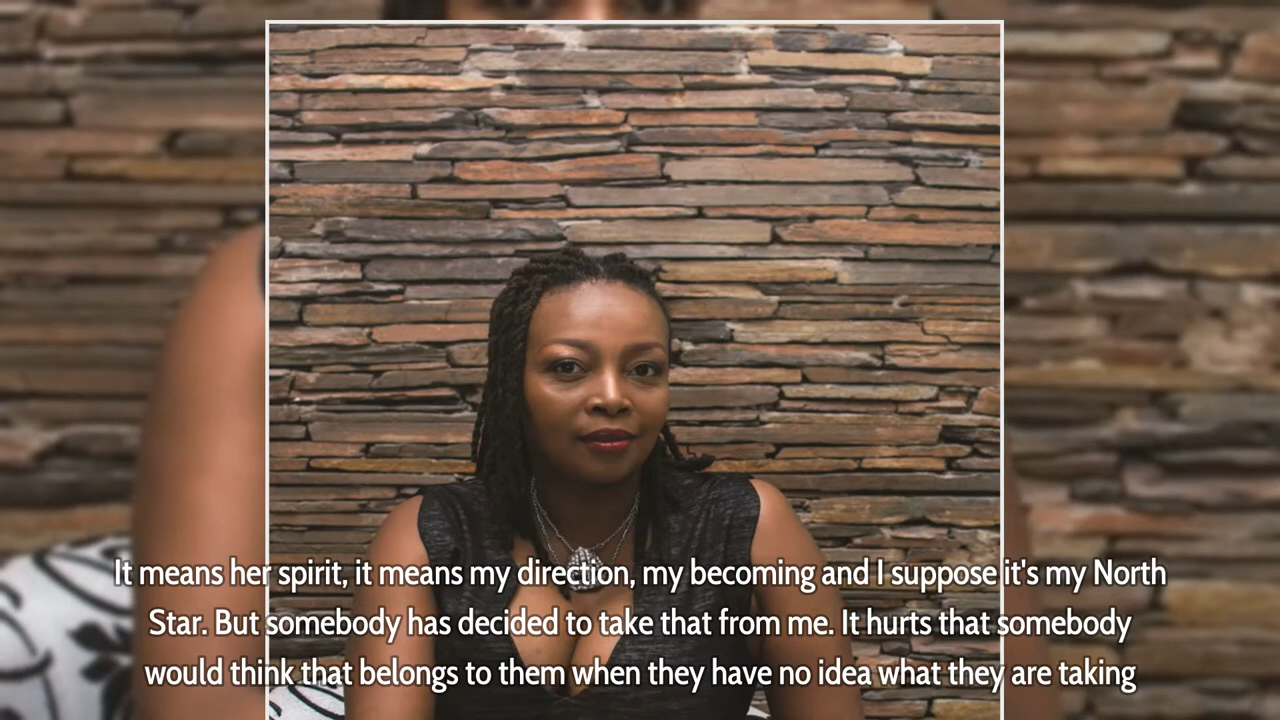 It means her spirit, it means my direction, my becoming and I suppose it's my North
Star. But somebody has decided to take that from me. It hurts that somebody
would think that belongs to them when they have no idea what they are taking